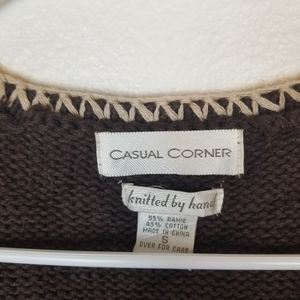 CASUAL CORNER
knitted by hand
55% RAMIE
45% COTTON
MADE IN CHINA
S
OVER FOR CARE